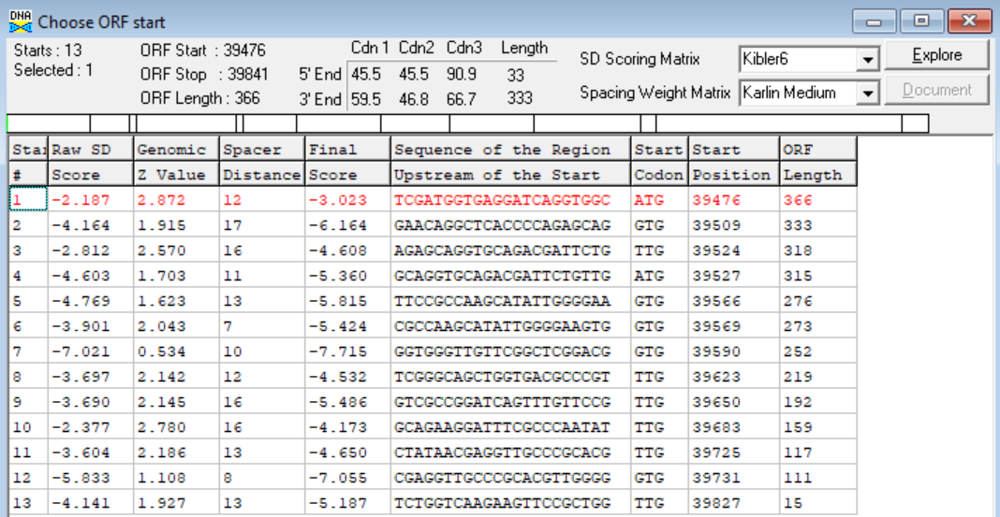 DNA Choose ORF start
Starts : 13 ORF Start : 39476 Cdn 1 Cdn2 Cdn3 Length SD Scoring Matrix Kibler6 Explore
Selected : 1 ORF Stop : 39841 5' End 45.5 45.5 90.9 33
ORF Length : 366 3' End 59.5 46.8 66.7 333 Spacing Weight Matrix Karlin Medium Document
Star Raw SD Genomic Spacer Final Sequence of the Region Start Start ORF
# Score Z Value Distance Score Upstream of the Start Codon Position Length
1 -2.187 2.872 12 -3.023 TCGATGGTGAGGATCAGGTGGC ATG 39476 366
2 -4.164 1.915 17 -6.164 GAACAGGCTCACCCCAGAGCAG GTG 39509 333
3 -2.812 2.570 16 -4.608 AGAGCAGGTGCAGACGATTCTG TTG 39524 318
4 -4.603 1.703 11 -5.360 GCAGGTGCAGACGATTCTGTTG ATG 39527 315
5 -4.769 1.623 13 -5.815 TTCCGCCAAGCATATTGGGGAA GTG 39566 276
6 -3.901 2.043 7 -5.424 CGCCAAGCATATTGGGGAAGTG GTG 39569 273
7 -7.021 0.534 10 -7.715 GGTGGGTTGTTCGGCTCGGACG GTG 39590 252
8 -3.697 2.142 12 -4.532 TCGGGCAGCTGGTGACGCCCGT TTG 39623 219
9 -3.690 2.145 16 -5.486 GTCGCCGGATCAGTTTGTTCCG TTG 39650 192
10 -2.377 2.780 16 -4.173 GCAGAAGGATTTCGCCCAATAT TTG 39683 159
11 -3.604 2.186 13 -4.650 CTATAACGAGGTTGCCCGCACG TTG 39725 117
12 -5.833 1.108 8 -7.055 CGAGGTTGCCCGCACGTTGGGG GTG 39731 111
13 -4.141 1.927 13 -5.187 TCTGGTCAAGAAGTTCCGCTGG TTG 39827 15